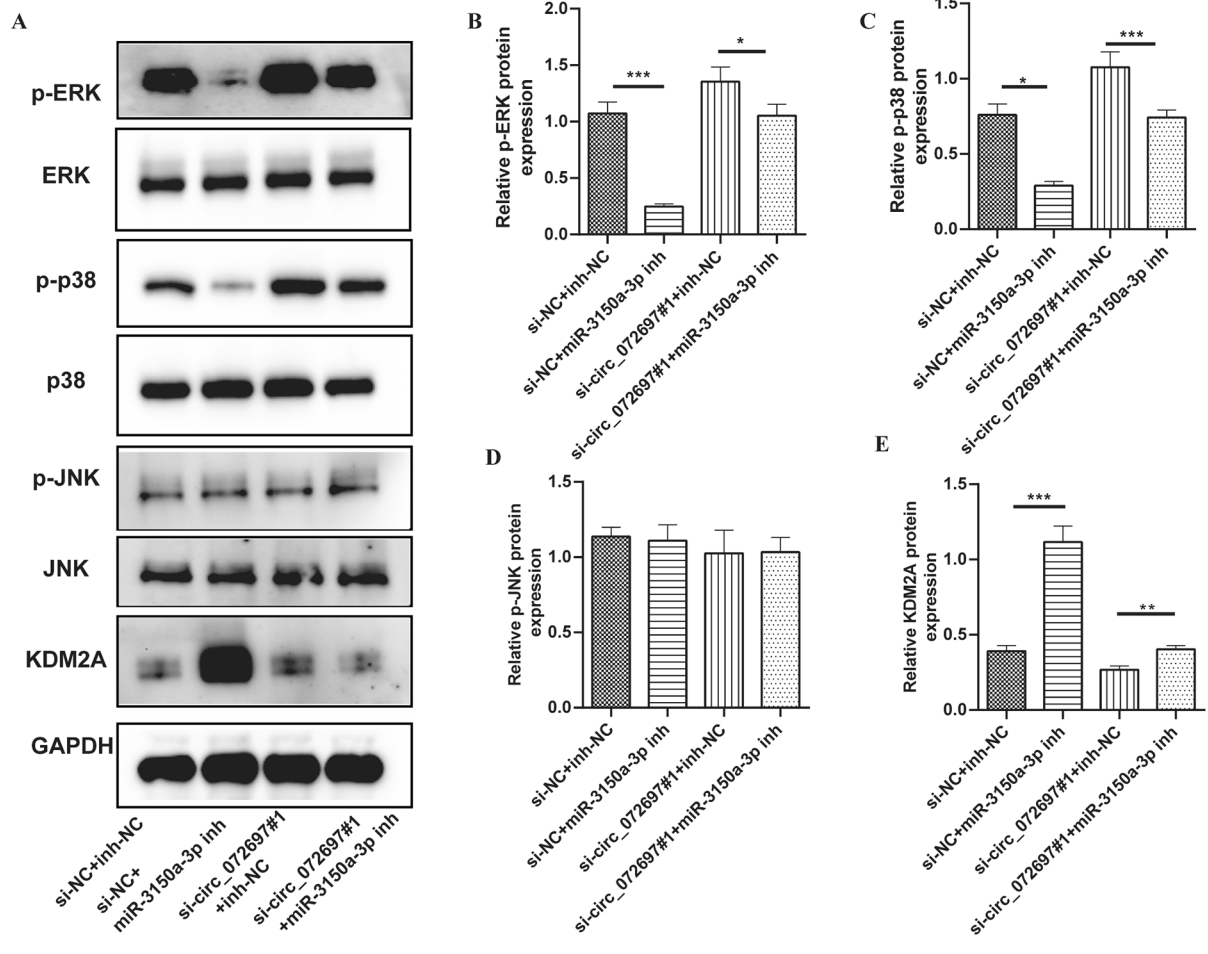 A
p-ERK
ERK
p-p38
p38
p-JNK
JNK
KDM2A
GAPDH
si-NC+inh-NC
si-NC+
miR-3150a-3p inh
si-circ_072697#1
+inh-NC
si-circ_072697#1
+miR-3150a-3p inh
B
Relative p-ERK protein
expression
2.0
1.5
1.0
0.5
0.0
***
*
si-NC+inh-NC
si-NC+miR-3150a-3p inh
si-circ_072697#1+inh-NC
si-circ_072697#1+miR-3150a-3p inh
C
Relative p-p38 protein
expression
1.5
1.0
0.5
0.0
*
***
si-NC+inh-NC
si-NC+miR-3150a-3p inh
si-circ_072697#1+inh-NC
si-circ_072697#1+miR-3150a-3p inh
D
Relative p-JNK protein
expression
1.5
1.0
0.5
0.0
si-NC+inh-NC
si-NC+miR-3150a-3p inh
si-circ_072697#1+inh-NC
si-circ_072697#1+miR-3150a-3p inh
E
Relative KDM2A protein
expression
1.5
1.0
0.5
0.0
***
**
si-NC+inh-NC
si-NC+miR-3150a-3p inh
si-circ_072697#1+inh-NC
si-circ_072697#1+miR-3150a-3p inh